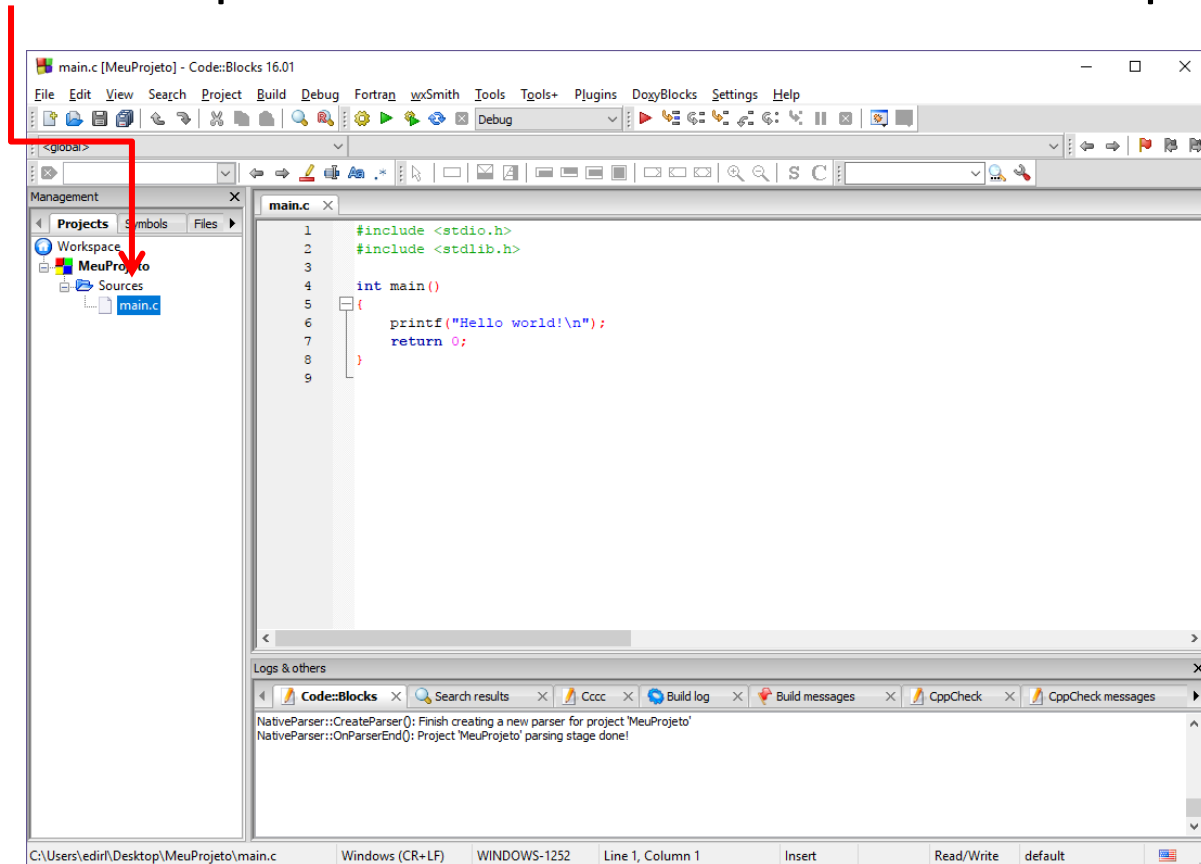 main.c [MeuProjeto] - Code::Blocks 16.01
File Edit View Search Project Build Debug Fortran wxSmith Tools Tools+ Plugins DoxyBlocks Settings Help
Debug
<global>
S C
Management
Projects Symbols Files
main.c
Workspace
MeuProjeto
Sources
main.c
1 #include <stdio.h>
2 #include <stdlib.h>
3
4 int main()
5 {
6 printf("Hello world!\n");
7 return 0;
8 }
9
Logs & others
Code::Blocks Search results Cccc Build log Build messages CppCheck CppCheck messages
NativeParser::CreateParser(): Finish creating a new parser for project 'MeuProjeto'
NativeParser::OnParserEnd(): Project 'MeuProjeto' parsing stage done!
C:\Users\edirl\Desktop\MeuProjeto\main.c Windows (CR+LF) WINDOWS-1252 Line 1, Column 1 Insert Read/Write default